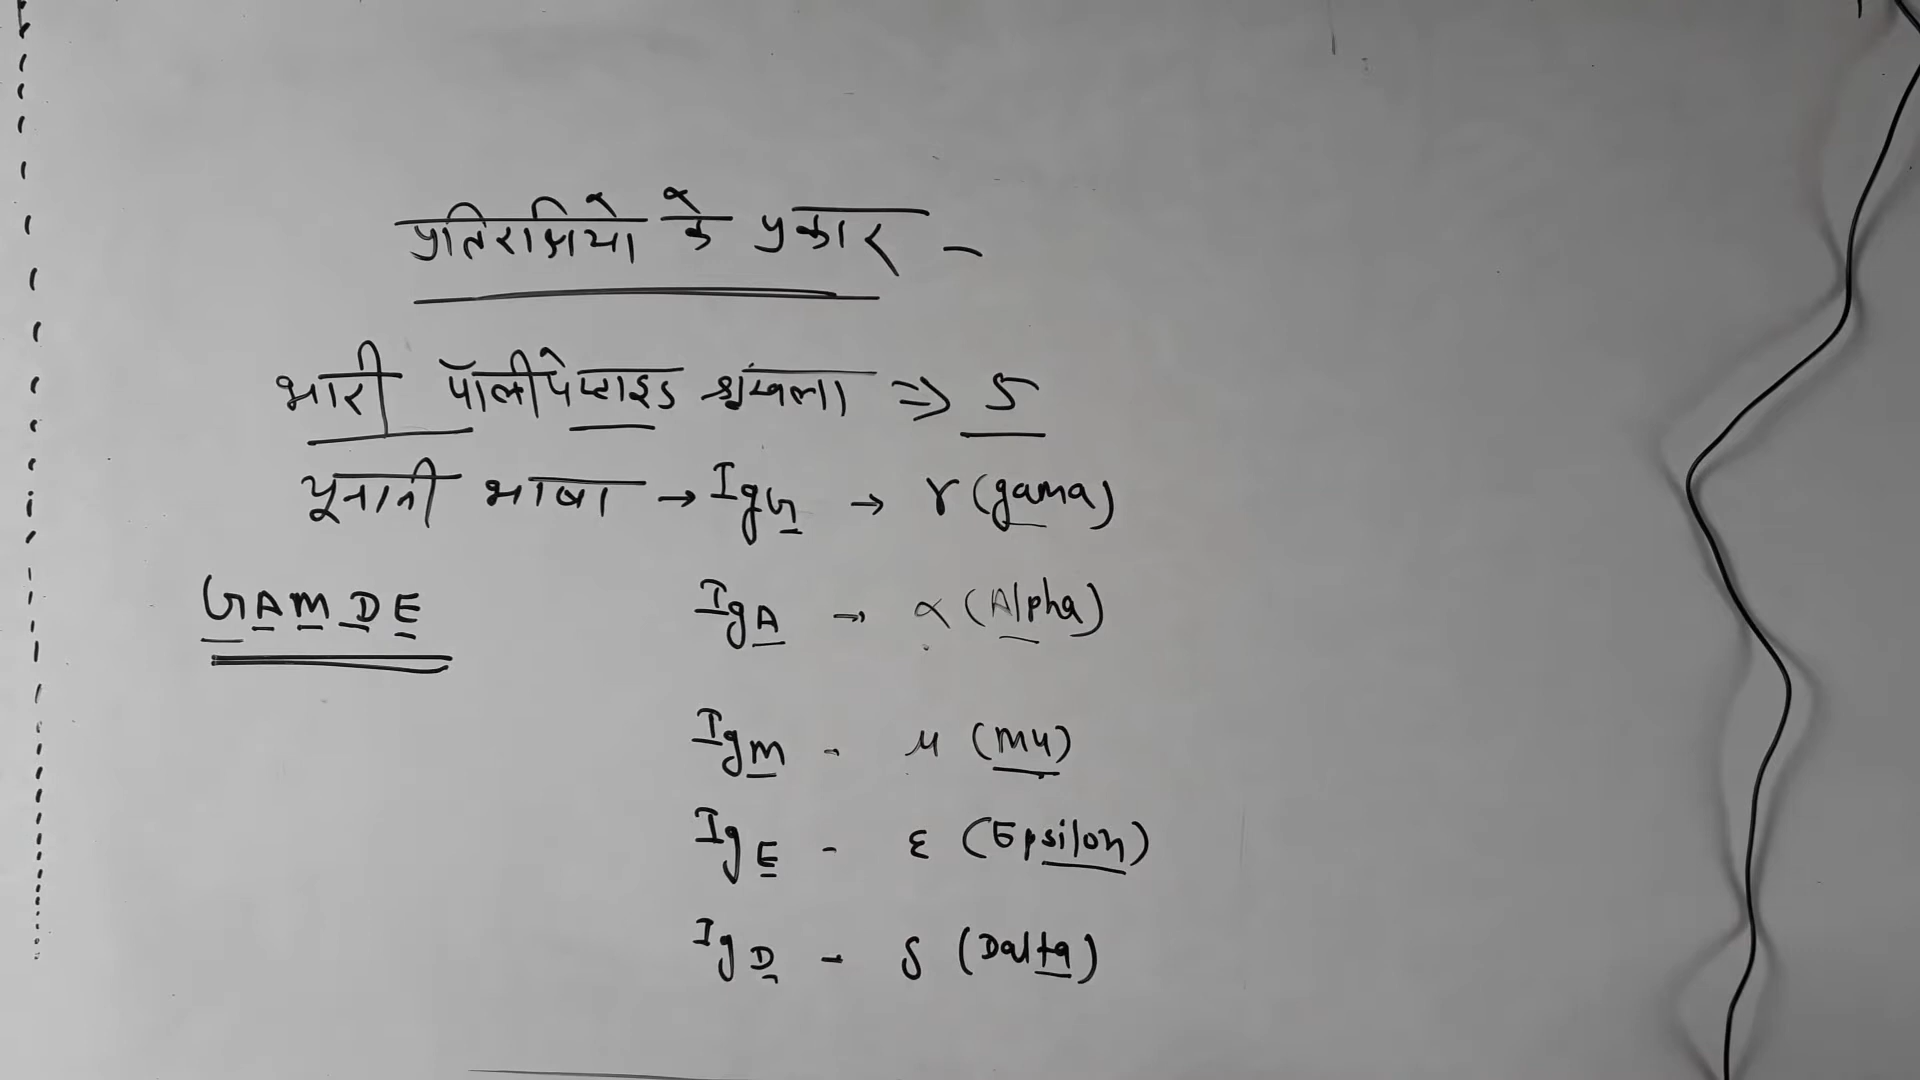 प्रतिरक्षियो के प्रकार -
भारी पॉलीपेप्टाइड श्रृंखला ⇒ 5
यूनानी भाषा → IgG → γ (gama)
GAMDE
IgA → α (Alpha)
IgM - μ (mu)
IgE - ε (Epsilon)
IgD - δ (Dalta)